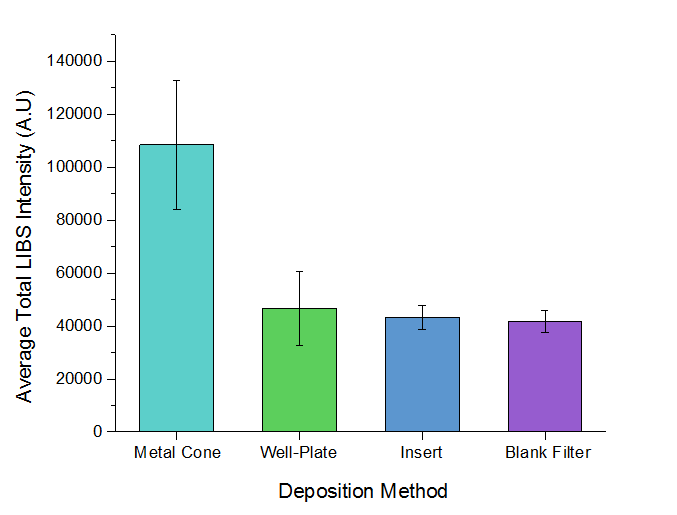 Average Total LIBS Intensity (A.U)
140000
120000
100000
80000
60000
40000
20000
0
Metal Cone Well-Plate Insert Blank Filter
Deposition Method